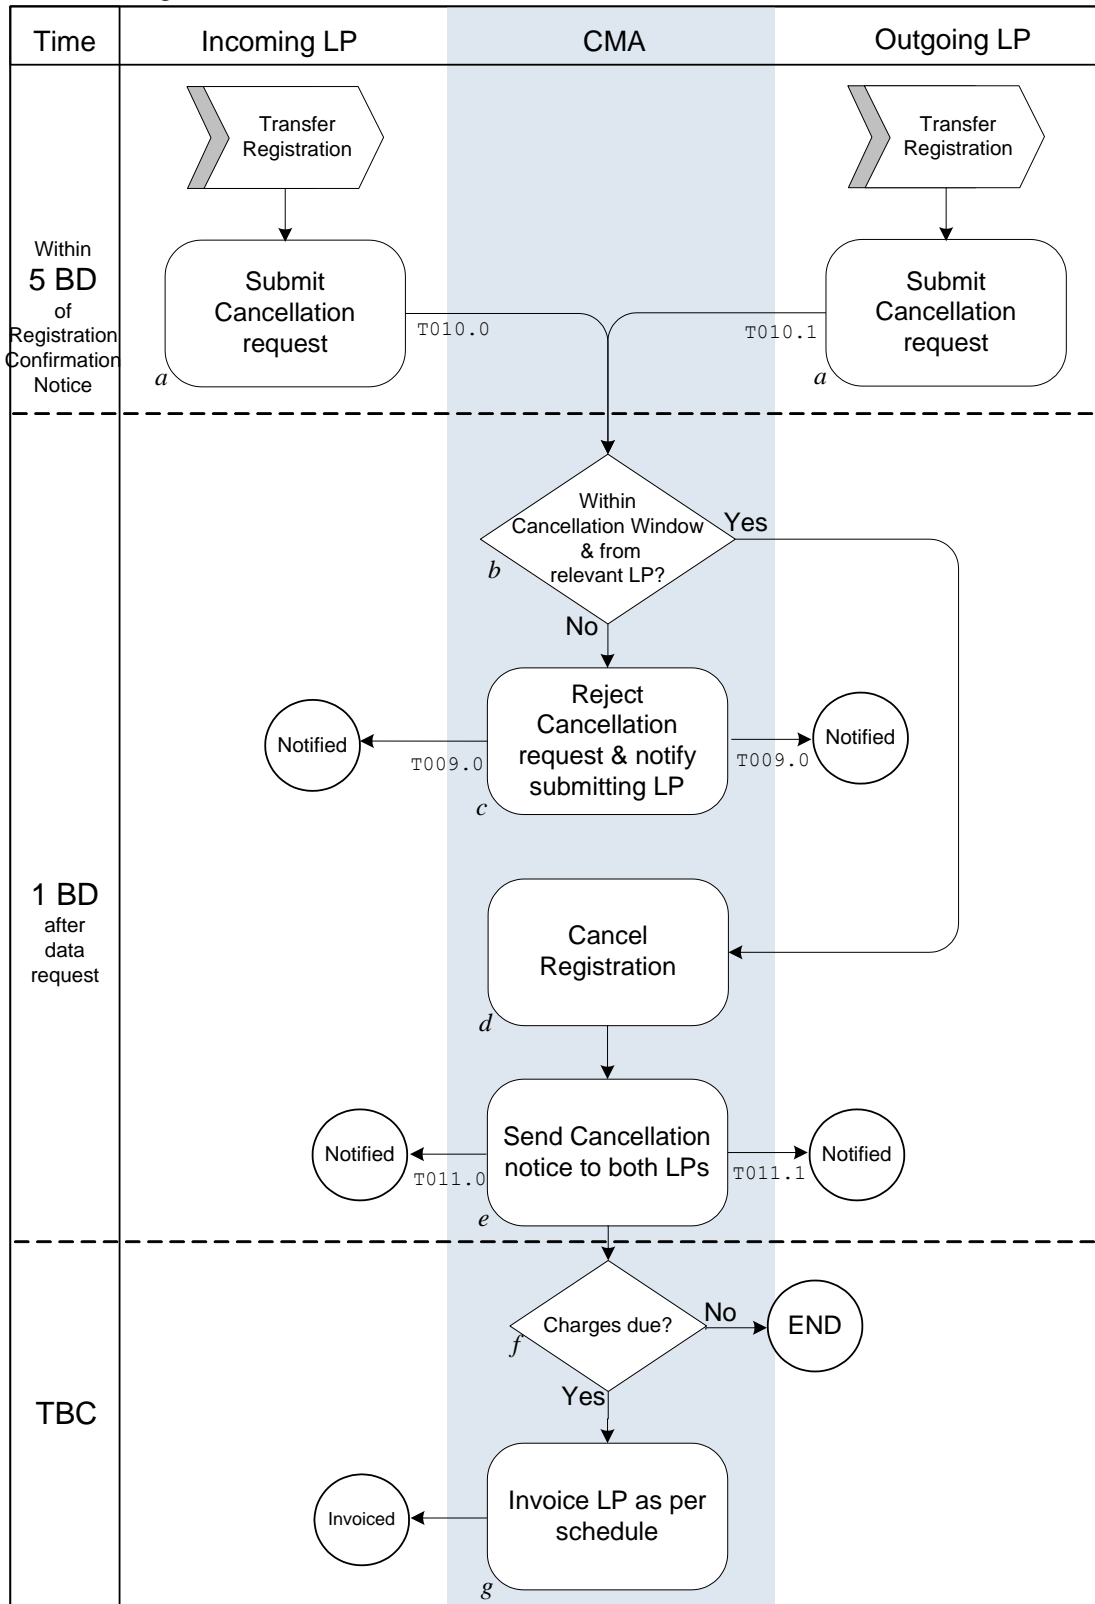 Time
Incoming LP
CMA
Outgoing LP
Transfer
Registration
Transfer
Registration
Within
5 BD
of
Registration
Confirmation
Notice
Submit
Cancellation
request
a
T010.0
T010.1
Submit
Cancellation
request
a
Within
Cancellation Window
& from
relevant LP?
b
Yes
No
Reject
Cancellation
request & notify
submitting LP
c
Notified
T009.0
T009.0
Notified
1 BD
after
data
request
Cancel
Registration
d
Send Cancellation
notice to both LPs
e
Notified
T011.0
T011.1
Notified
TBC
Charges due?
f
No
END
Yes
Invoice LP as per
schedule
g
Invoiced